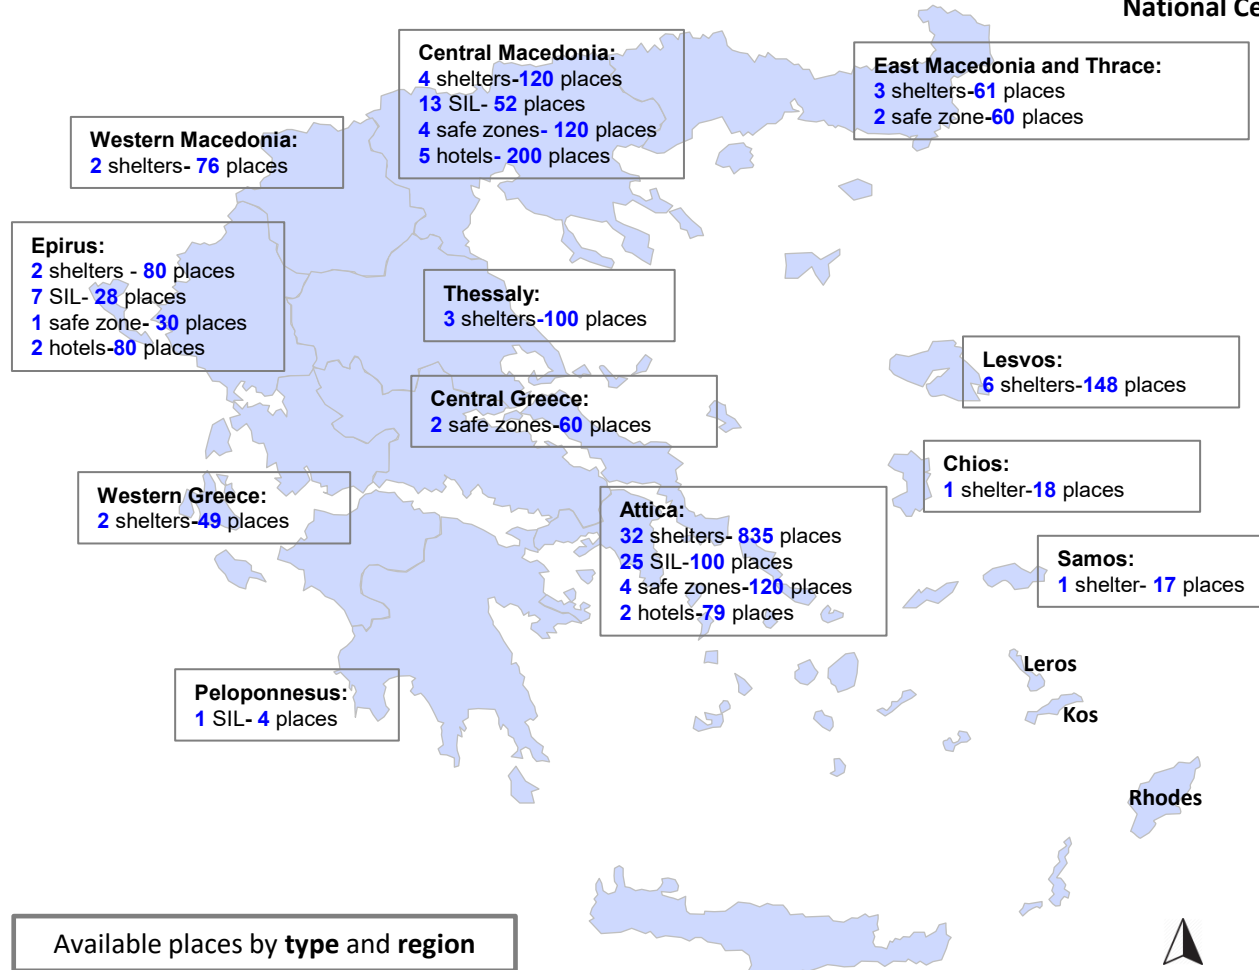 National Ce
Central Macedonia:
4 shelters-120 places
13 SIL- 52 places
4 safe zones- 120 places
5 hotels- 200 places
East Macedonia and Thrace:
3 shelters-61 places
2 safe zone-60 places
Western Macedonia:
2 shelters- 76 places
Epirus:
2 shelters - 80 places
7 SIL- 28 places
1 safe zone- 30 places
2 hotels-80 places
Thessaly:
3 shelters-100 places
Lesvos:
6 shelters-148 places
Central Greece:
2 safe zones-60 places
Chios:
1 shelter-18 places
Western Greece:
2 shelters-49 places
Attica:
32 shelters- 835 places
25 SIL-100 places
4 safe zones-120 places
2 hotels-79 places
Samos:
1 shelter- 17 places
Leros
Kos
Peloponnesus:
1 SIL- 4 places
Rhodes
Available places by type and region